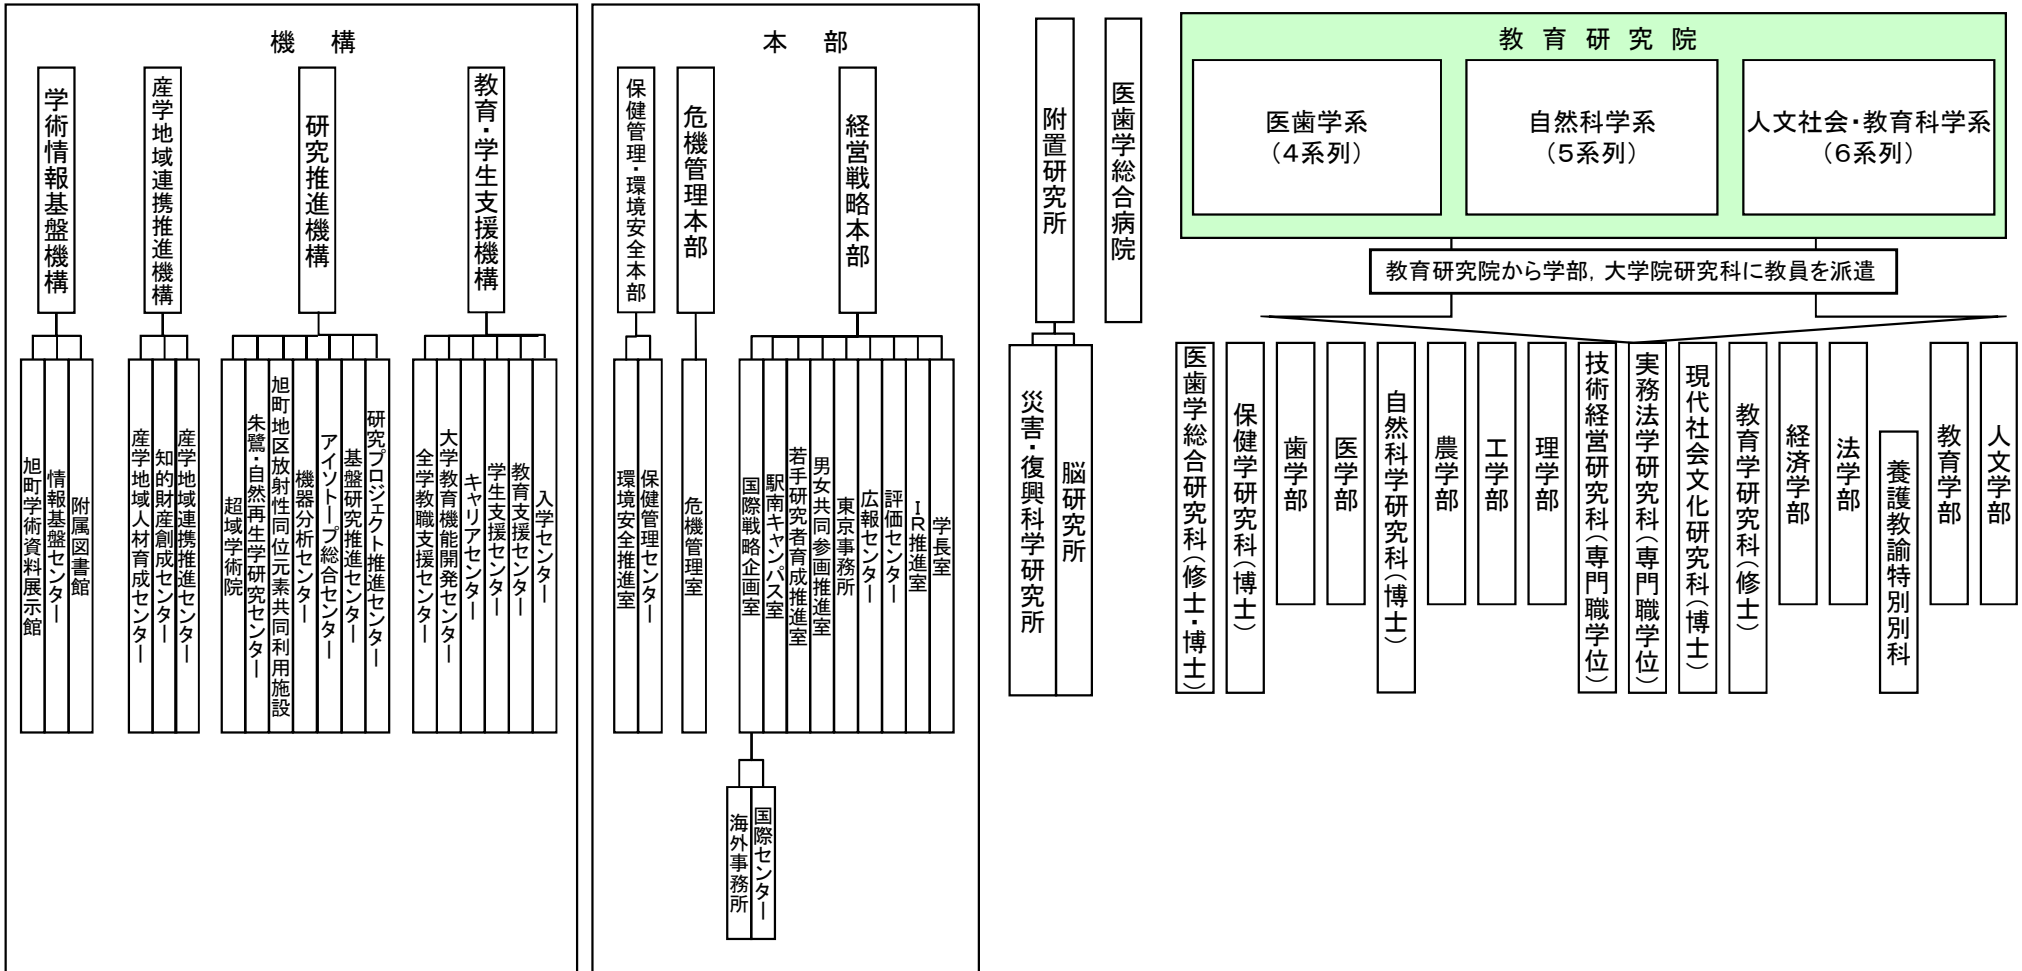 機 構
学術情報基盤機構
産学地域連携推進機構
研究推進機構
教育・学生支援機構
旭町学術資料展示館
情報基盤センター
附属図書館
産学地域人材育成センター
知的財産創成センター
産学地域連携推進センター
超域学術院
朱鷺・自然再生学研究センター
旭町地区放射性同位元素共同利用施設
機器分析センター
アイソトープ総合センター
基盤研究推進センター
研究プロジェクト推進センター
全学教職支援センター
大学教育機能開発センター
キャリアセンター
学生支援センター
教育支援センター
入学センター
本 部
保健管理・環境安全本部
危機管理本部
経営戦略本部
環境安全推進室
保健管理センター
危機管理室
国際戦略企画室
駅南キャンパス室
若手研究者育成推進室
男女共同参画推進室
東京事務所
広報センター
評価センター
IR推進室
学長室
海外事務所
国際センター
附置研究所
災害・復興科学研究所
脳研究所
医歯学総合病院
教 育 研 究 院
医歯学系
（4系列）
自然科学系
（5系列）
人文社会・教育科学系
（6系列）
教育研究院から学部，大学院研究科に教員を派遣
医歯学総合研究科（修士・博士）
保健学研究科（博士）
歯学部
医学部
自然科学研究科（博士）
農学部
工学部
理学部
技術経営研究科（専門職学位）
実務法学研究科（専門職学位）
現代社会文化研究科（博士）
教育学研究科（修士）
経済学部
法学部
養護教諭特別別科
教育学部
人文学部